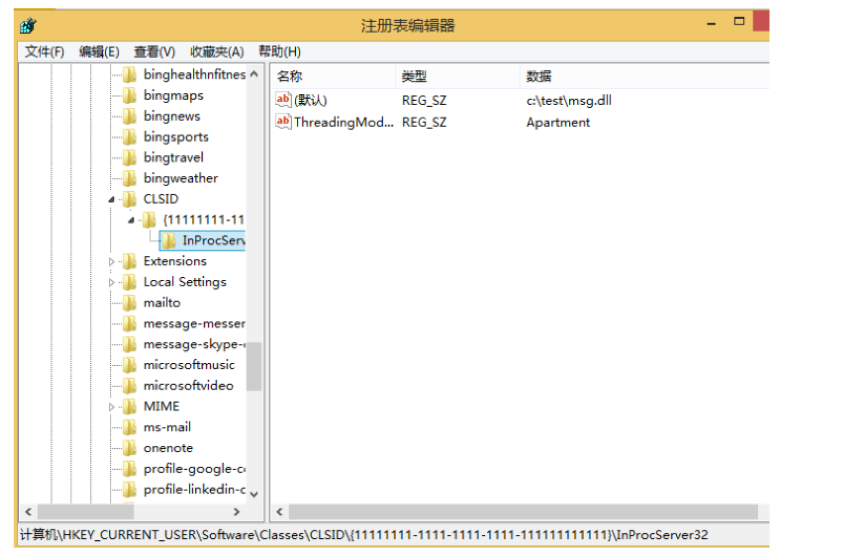 注册表编辑器
文件(F) 编辑(E) 查看(V) 收藏夹(A) 帮助(H)
binghealthnfitnes
bingmaps
bingnews
bingsports
bingtravel
bingweather
CLSID
{11111111-11
InProcServ
Extensions
Local Settings
mailto
message-messer
message-skype-
microsoftmusic
microsoftvideo
MIME
ms-mail
onenote
profile-google-c
profile-linkedin-c
名称 类型 数据
ab (默认) REG_SZ c:\test\msg.dll
ab ThreadingMod... REG_SZ Apartment
计算机\HKEY_CURRENT_USER\Software\Classes\CLSID\{11111111-1111-1111-1111-111111111111}\InProcServer32